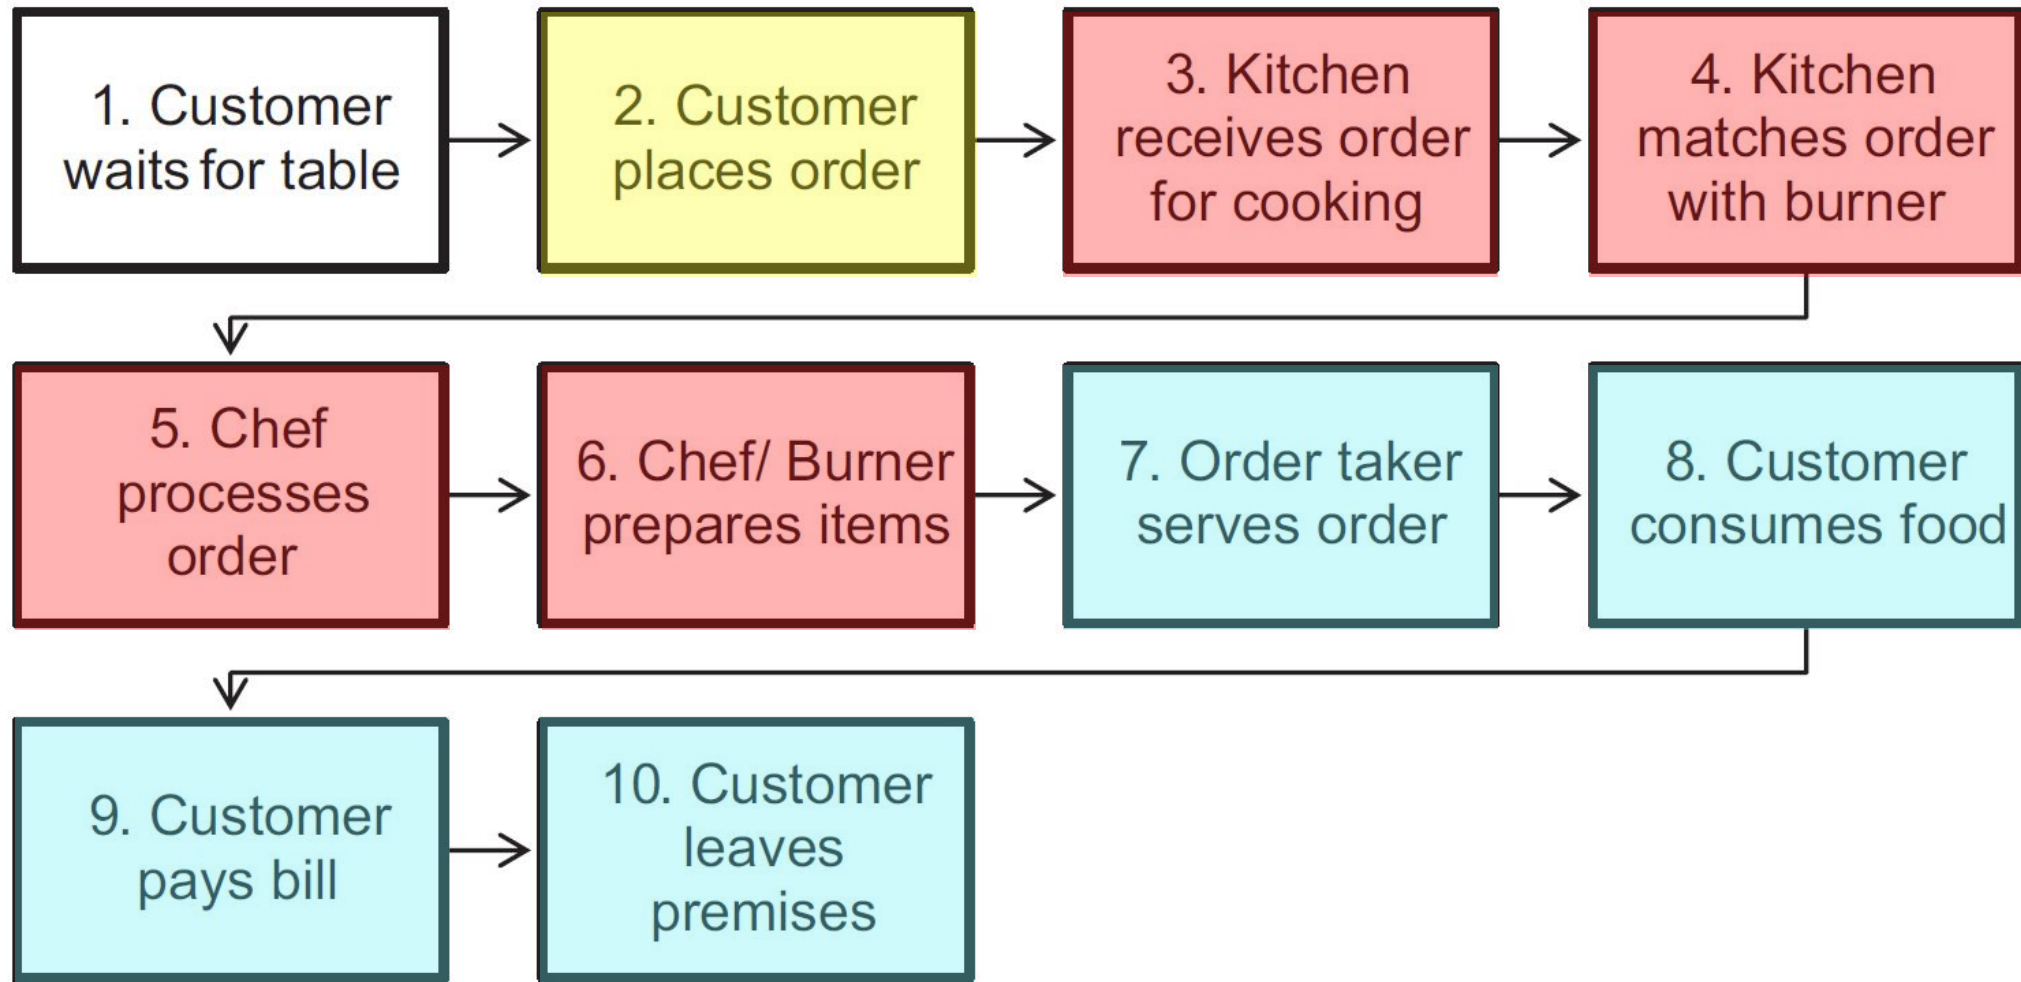 1. Customer
waits for table
2. Customer
places order
3. Kitchen
receives order
for cooking
4. Kitchen
matches order
with burner
5. Chef
processes
order
6. Chef/ Burner
prepares items
7. Order taker
serves order
8. Customer
consumes food
9. Customer
pays bill
10. Customer
leaves
premises